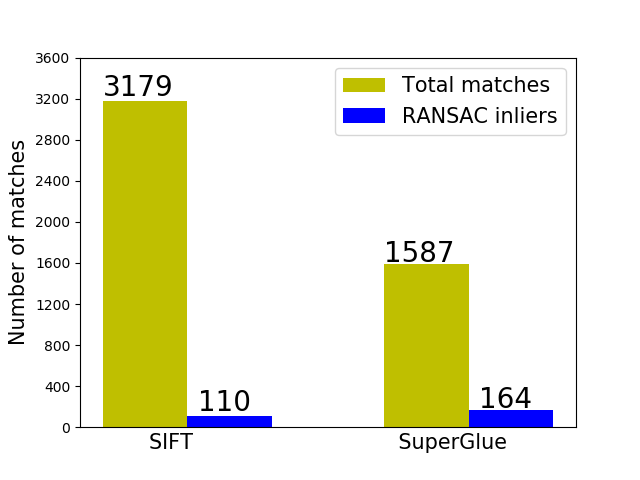 3600
3200
2800
2400
2000
1600
1200
800
400
0
Number of matches
3179
110
1587
164
Total matches
RANSAC inliers
SIFT
SuperGlue